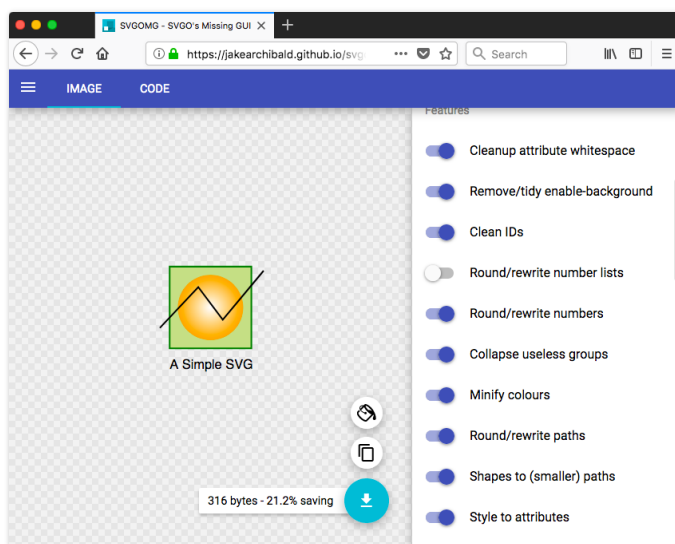 SVGOMG - SVGO's Missing GUI
https://jakearchibald.github.io/svg
Search
IMAGE
CODE
Features
Cleanup attribute whitespace
Remove/tidy enable-background
Clean IDs
Round/rewrite number lists
Round/rewrite numbers
Collapse useless groups
Minify colours
Round/rewrite paths
Shapes to (smaller) paths
Style to attributes
A Simple SVG
316 bytes - 21.2% saving